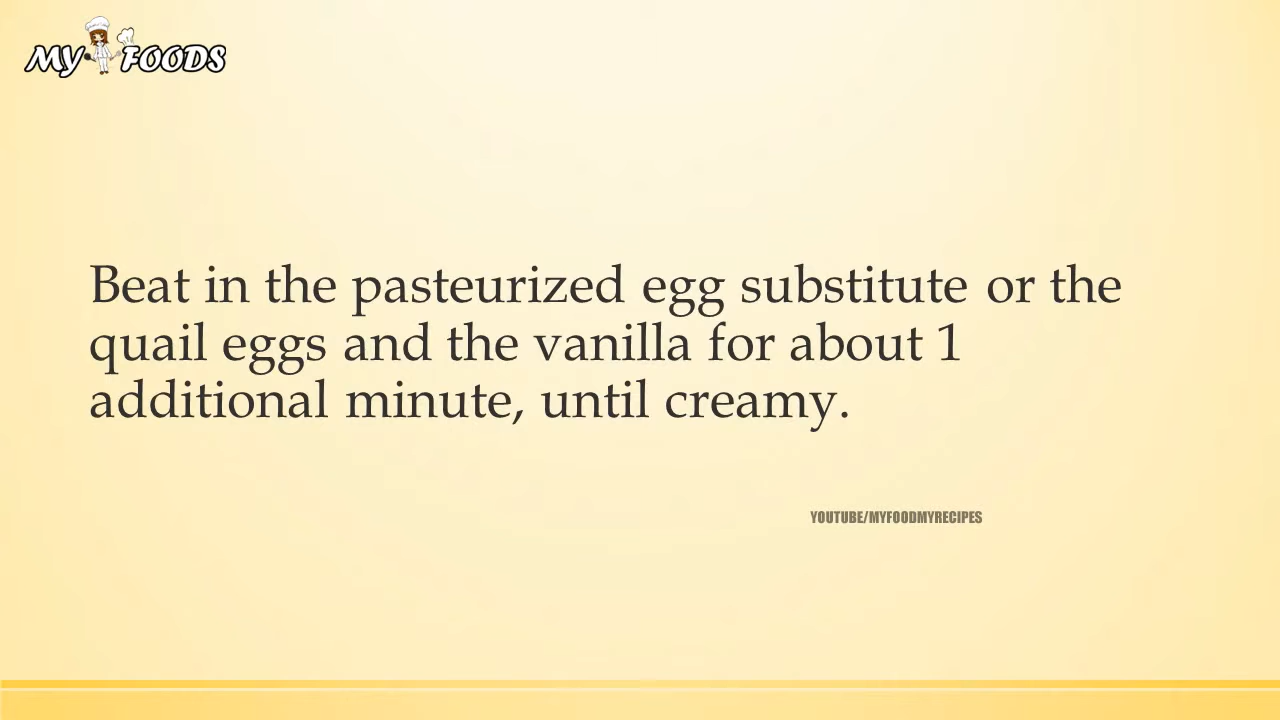 MY FOODS
Beat in the pasteurized egg substitute or the
quail eggs and the vanilla for about 1
additional minute, until creamy.
YOUTUBE/MYFOODMYRECIPES